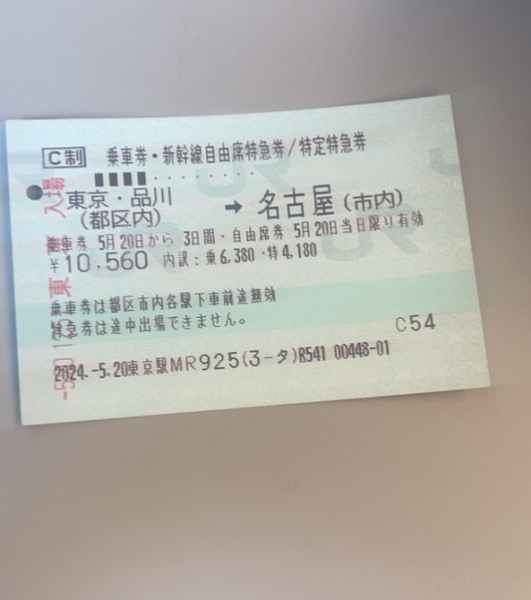 C制 乗車券・新幹線自由席特急券/特定特急券
東京・品川 → 名古屋(市内)
(都区内)
乗車券 5月20日から 3日間・自由席券 5月20日当日限り有効
¥10,560 内訳:乗6,380・特4,180
乗車券は都区市内各駅下車前途無効
特急券は途中出場できません。
C54
2024.-5.20東京駅MR925(3-タ)R541 00448-01
入場
東